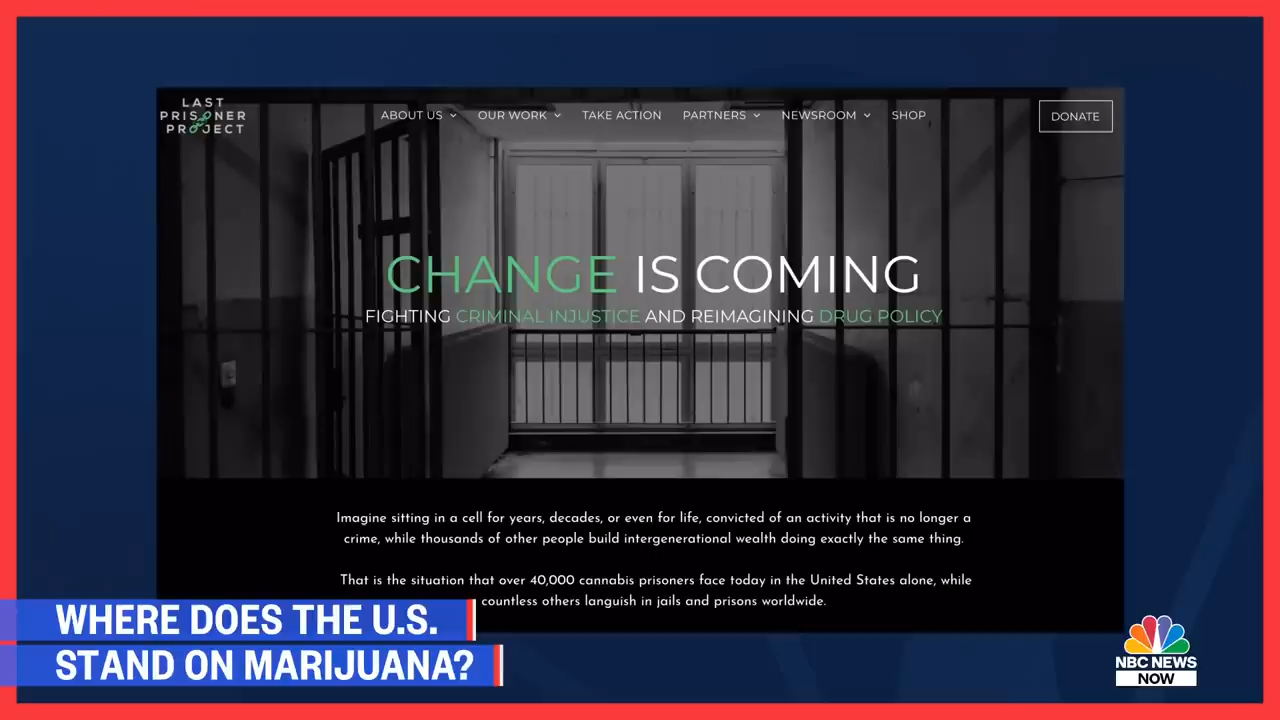 LAST
PRISONER
PROJECT
ABOUT US OUR WORK TAKE ACTION PARTNERS NEWSROOM SHOP
DONATE
CHANGE IS COMING
FIGHTING CRIMINAL INJUSTICE AND REIMAGINING DRUG POLICY
Imagine sitting in a cell for years, decades, or even for life, convicted of an activity that is no longer a
crime, while thousands of other people build intergenerational wealth doing exactly the same thing.
That is the situation that over 40,000 cannabis prisoners face today in the United States alone, while
countless others languish in jails and prisons worldwide.
WHERE DOES THE U.S.
STAND ON MARIJUANA?
NBC NEWS
NOW